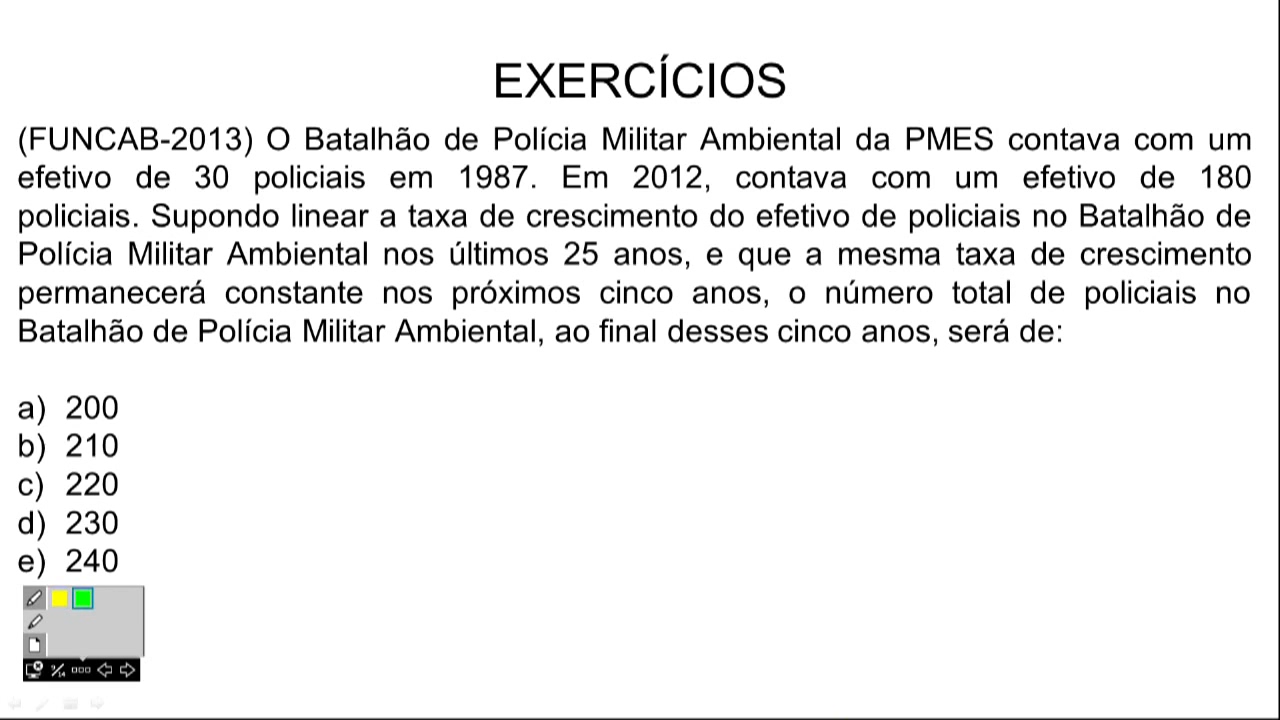 EXERCÍCIOS
(FUNCAB-2013) O Batalhão de Polícia Militar Ambiental da PMES contava com um
efetivo de 30 policiais em 1987. Em 2012, contava com um efetivo de 180
policiais. Supondo linear a taxa de crescimento do efetivo de policiais no Batalhão de
Polícia Militar Ambiental nos últimos 25 anos, e que a mesma taxa de crescimento
permanecerá constante nos próximos cinco anos, o número total de policiais no
Batalhão de Polícia Militar Ambiental, ao final desses cinco anos, será de:
a) 200
b) 210
c) 220
d) 230
e) 240